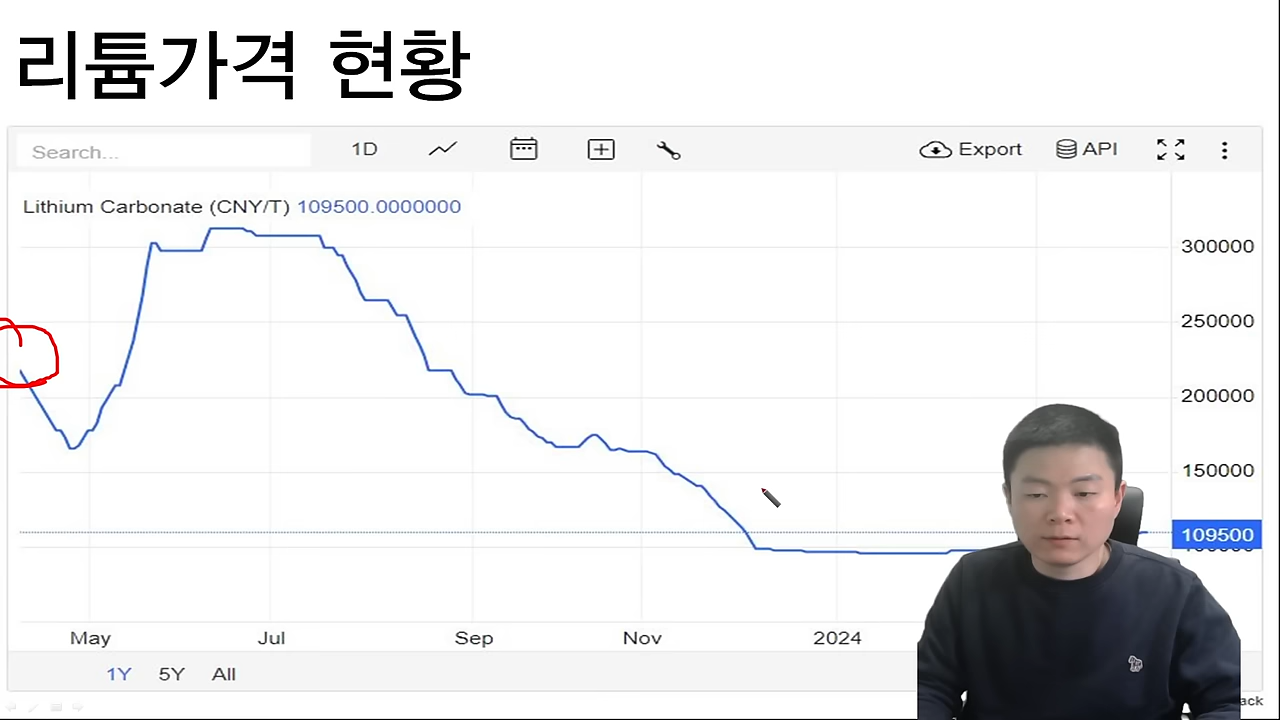 리튬가격 현황
Search...
1D
Export
API
Lithium Carbonate (CNY/T) 109500.0000000
300000
250000
200000
150000
109500
May
Jul
Sep
Nov
2024
1Y
5Y
All